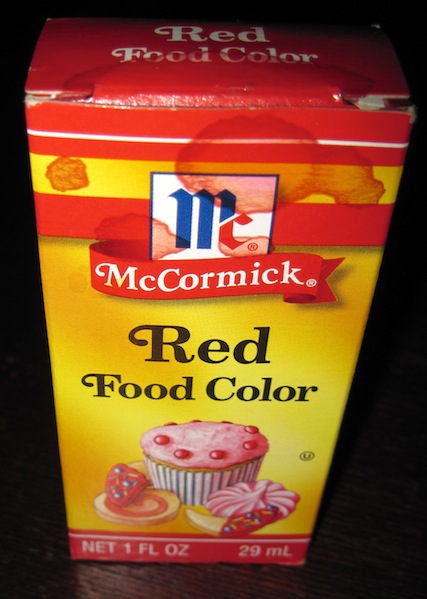 Red
Food Color
Mc
®
McCormick®
Red
Food Color
U
NET 1 FL OZ 29 mL